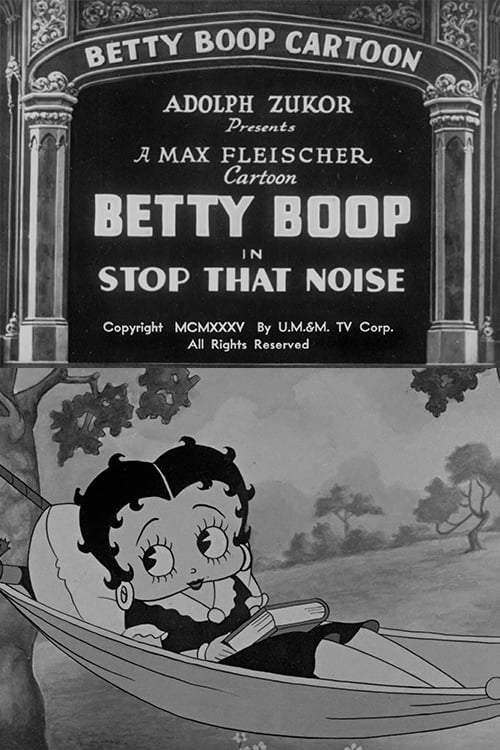 BETTY BOOP CARTOON
ADOLPH ZUKOR
Presents
A MAX FLEISCHER
Cartoon
BETTY BOOP
IN
STOP THAT NOISE
Copyright MCMXXXV By U.M.&M. TV Corp.
All Rights Reserved